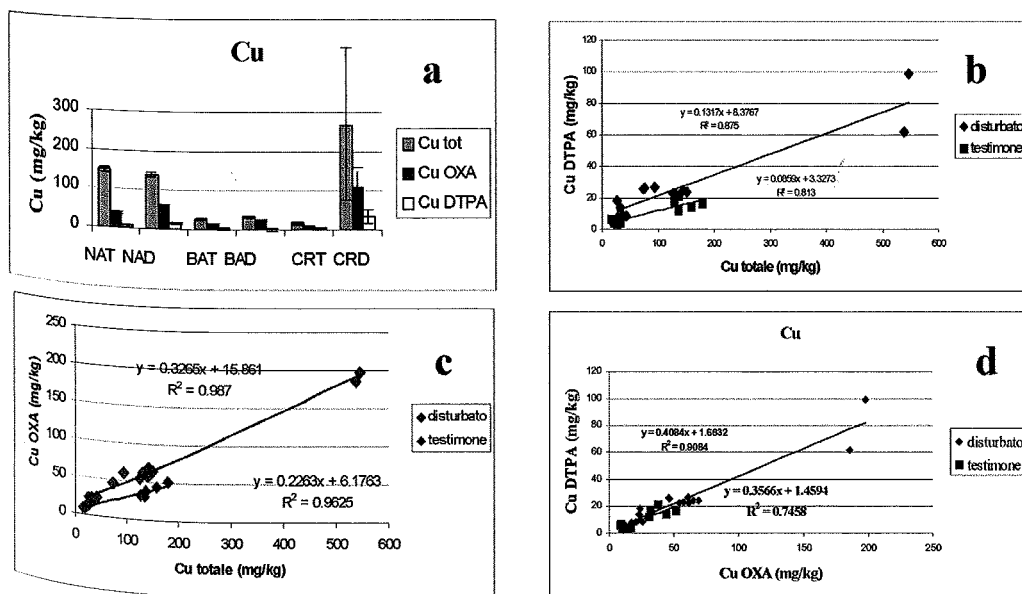 Cu
a
300
200
100
0
Cu (mg/kg)
NAT NAD BAT BAD CRT CRD
Cu tot
Cu OXA
Cu DTPA
b
120
100
80
60
40
20
0
Cu DTPA (mg/kg)
y = 0.1317x + 8.3767
R² = 0.875
y = 0.0856x + 3.3273
R² = 0.813
0 100 200 300 400 500 600
Cu totale (mg/kg)
disturbato
testimone
c
250
200
150
100
50
0
Cu OXA (mg/kg)
y = 0.3265x + 15.861
R² = 0.987
y = 0.2263x + 6.1763
R² = 0.9625
0 100 200 300 400 500 600
Cu totale (mg/kg)
disturbato
testimone
Cu
d
120
100
80
60
40
20
0
Cu DTPA (mg/kg)
y = 0.4084x + 1.6632
R² = 0.9084
y = 0.3566x + 1.4594
R² = 0.7458
0 50 100 150 200 250
Cu OXA (mg/kg)
disturbato
testimone